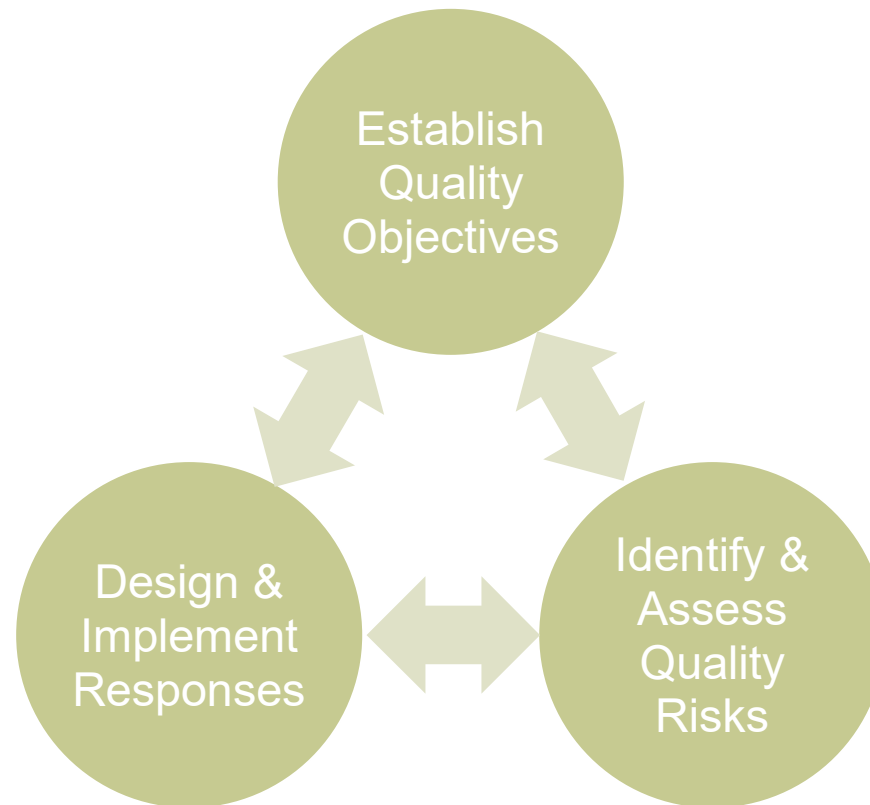 Establish
Quality
Objectives
Design &
Implement
Responses
Identify &
Assess
Quality
Risks